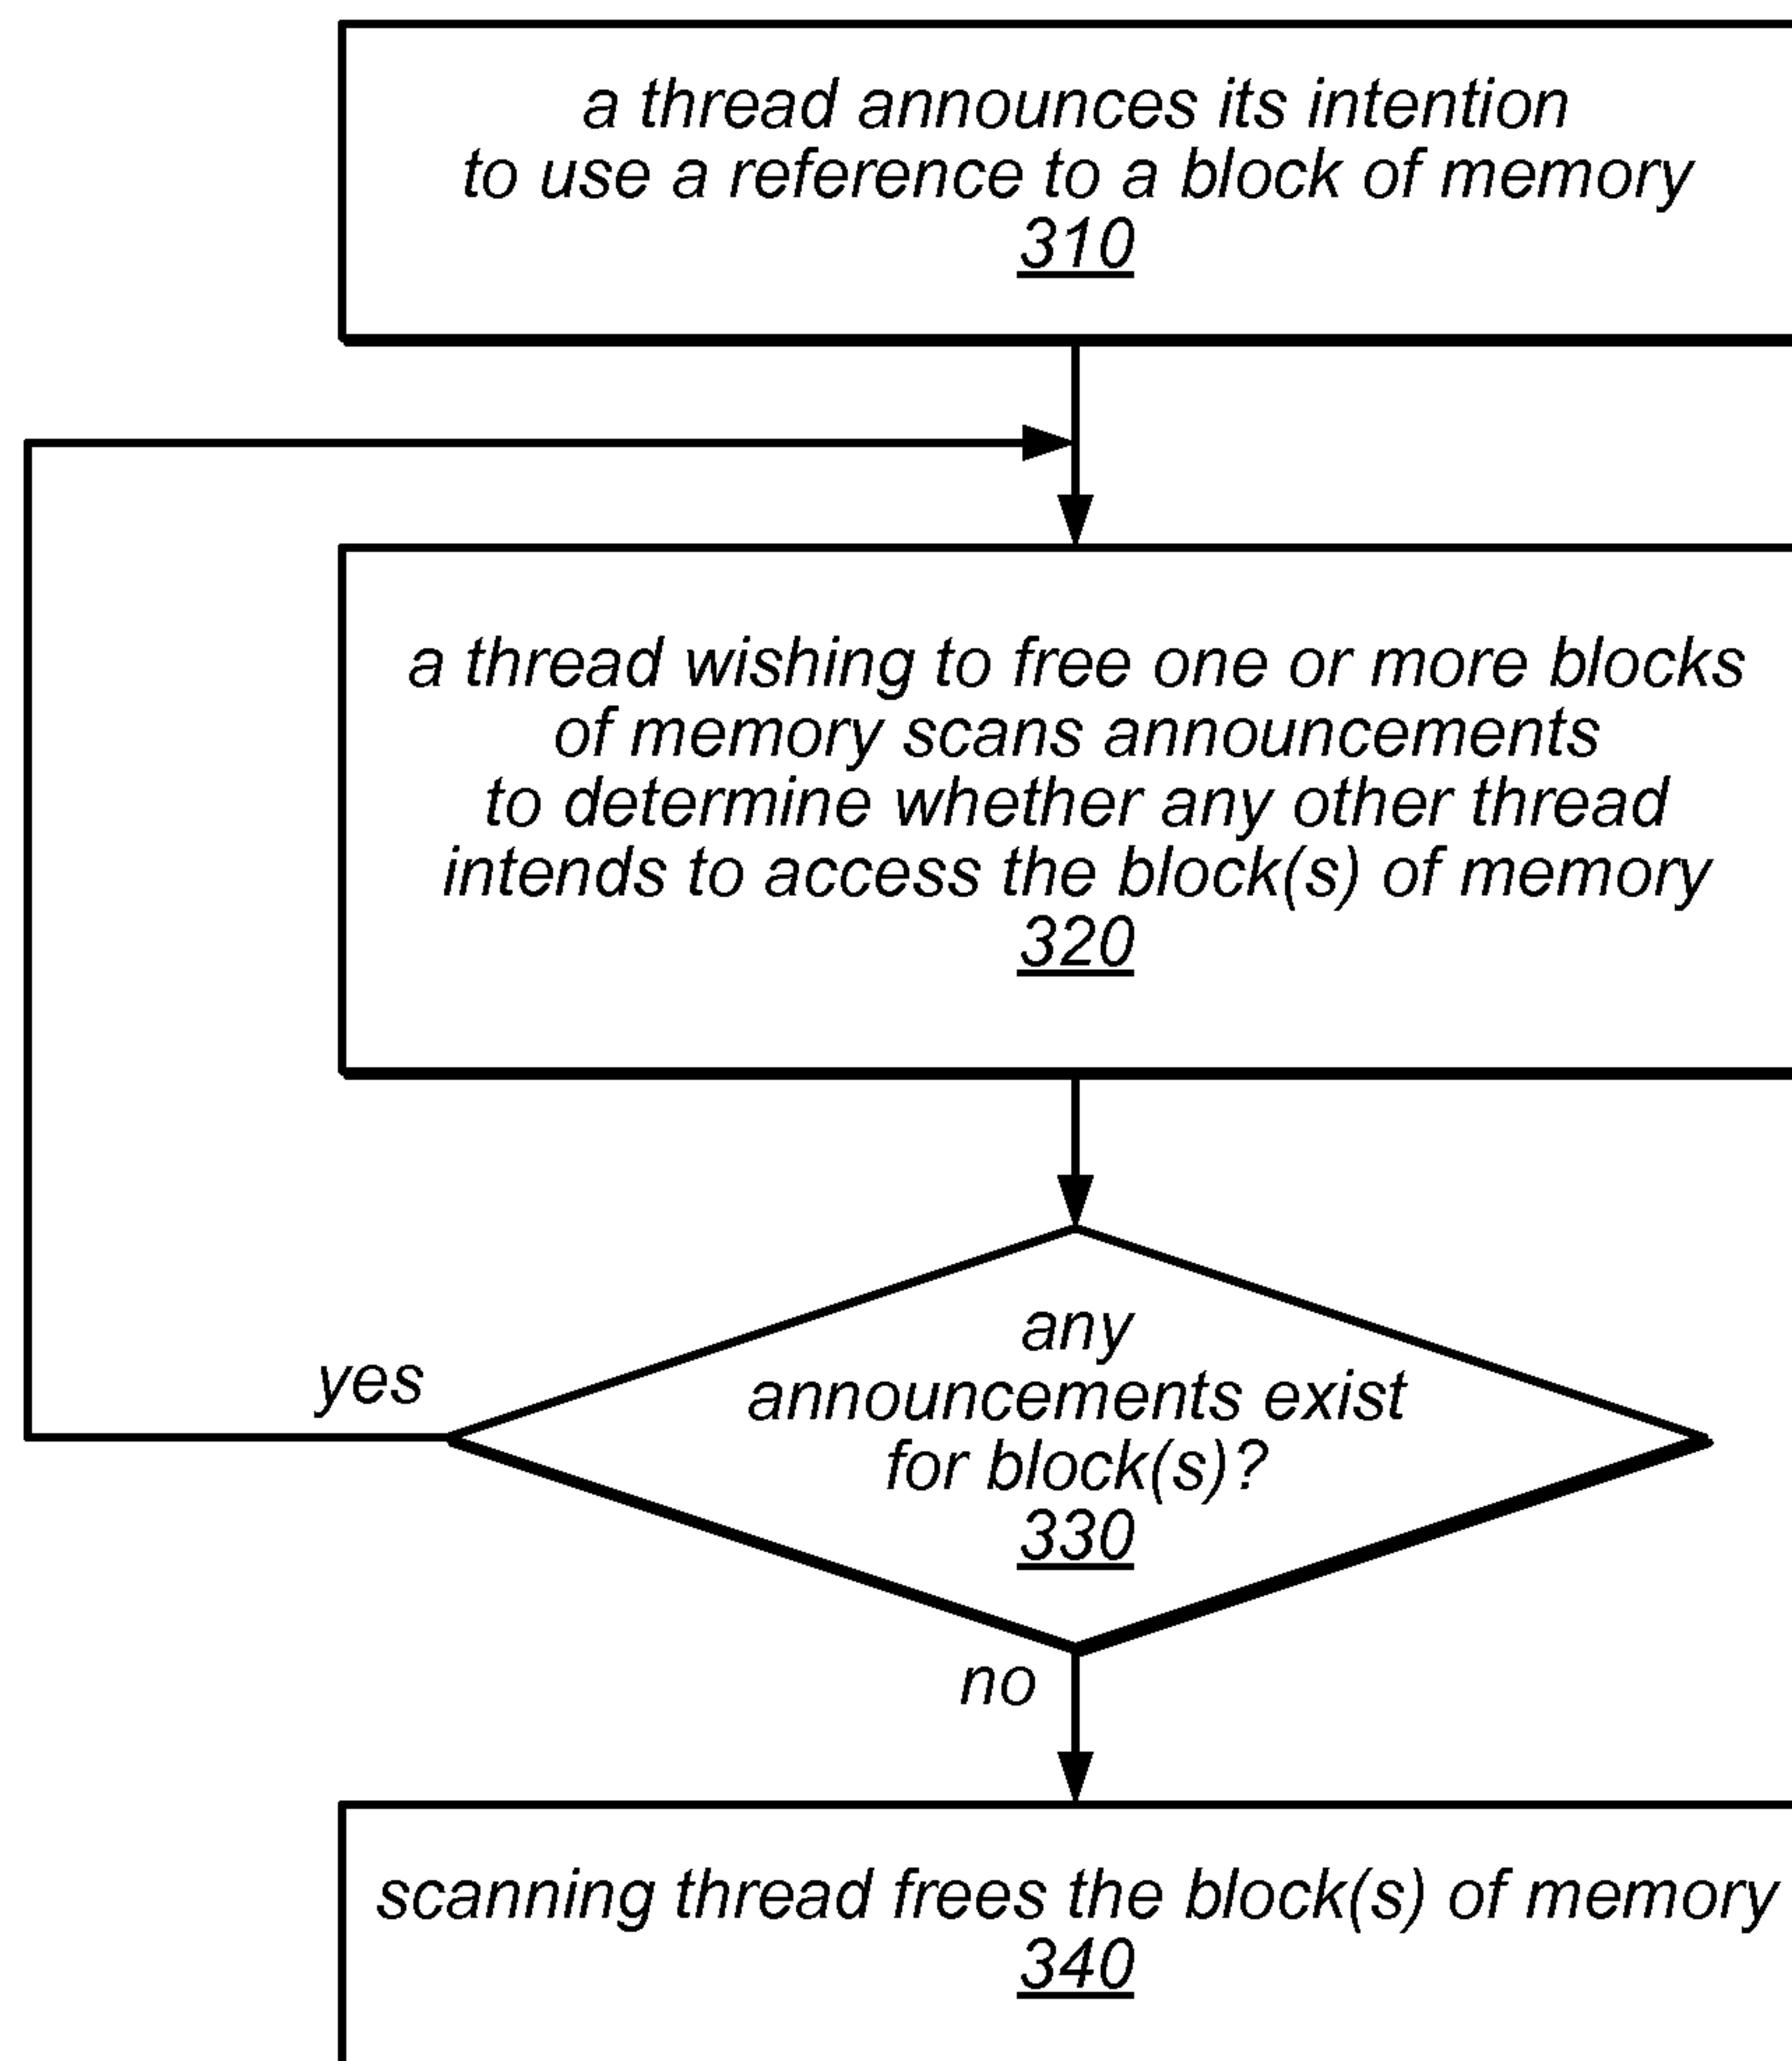 a thread announces its intention
to use a reference to a block of memory
310
a thread wishing to free one or more blocks
of memory scans announcements
to determine whether any other thread
intends to access the block(s) of memory
320
any
announcements exist
for block(s)?
330
yes
no
scanning thread frees the block(s) of memory
340